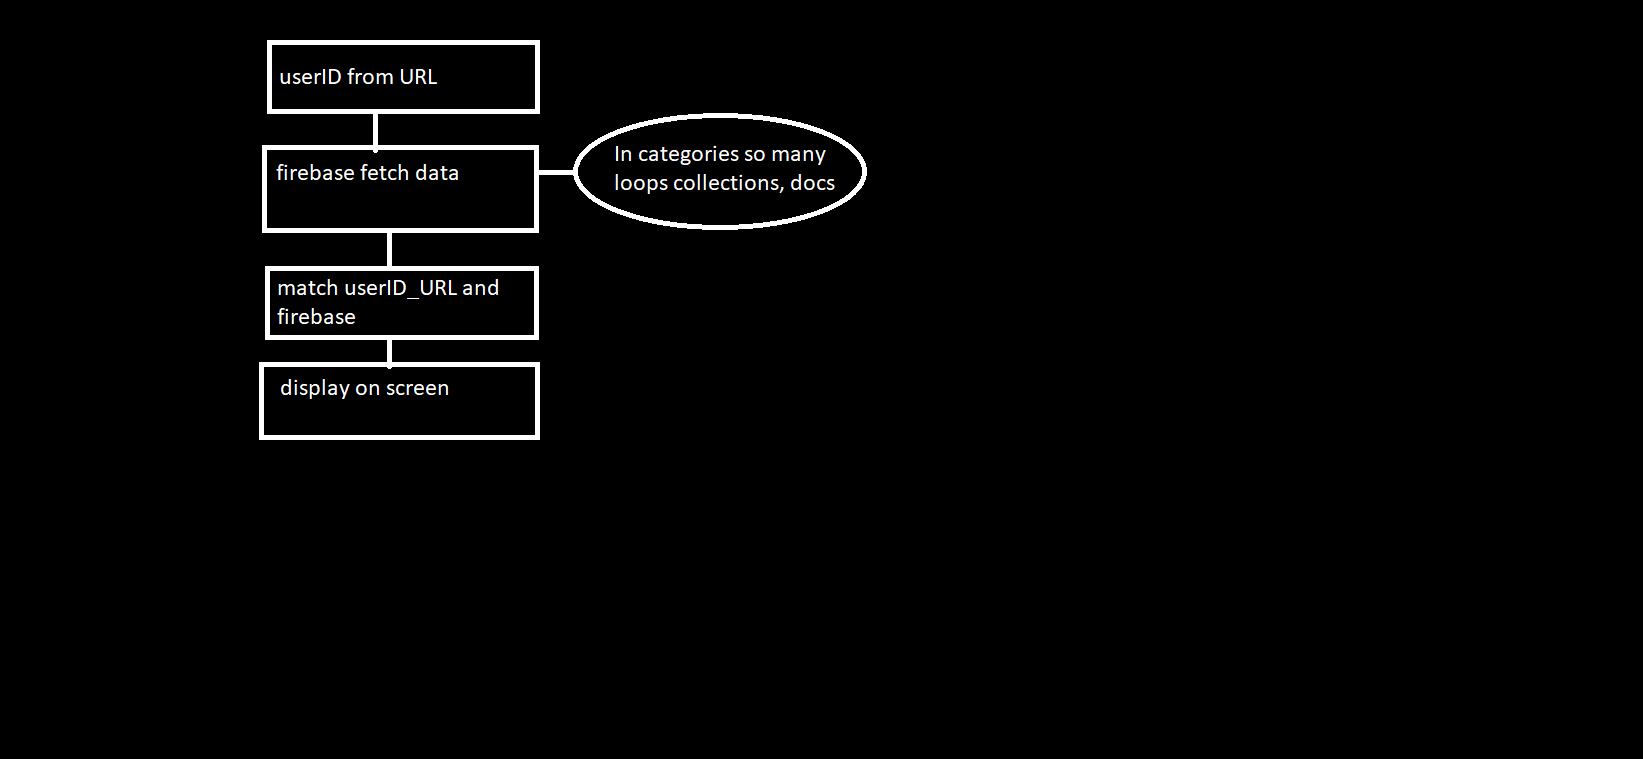 userID from URL
firebase fetch data
In categories so many
loops collections, docs
match userID_URL and
firebase
display on screen